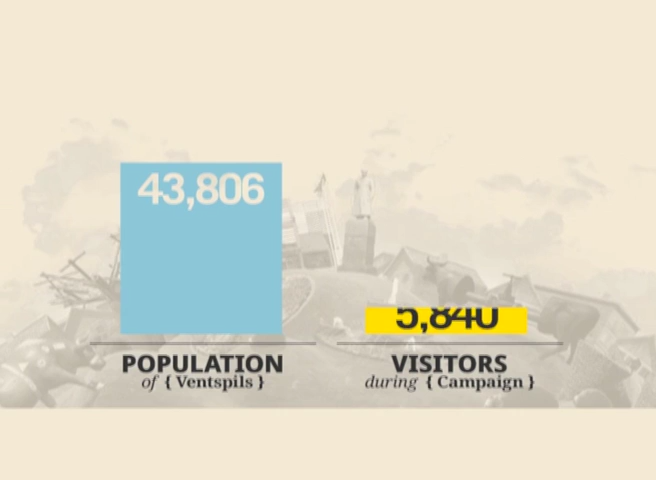 43,806
5,840
POPULATION
of { Ventspils }
VISITORS
during { Campaign }